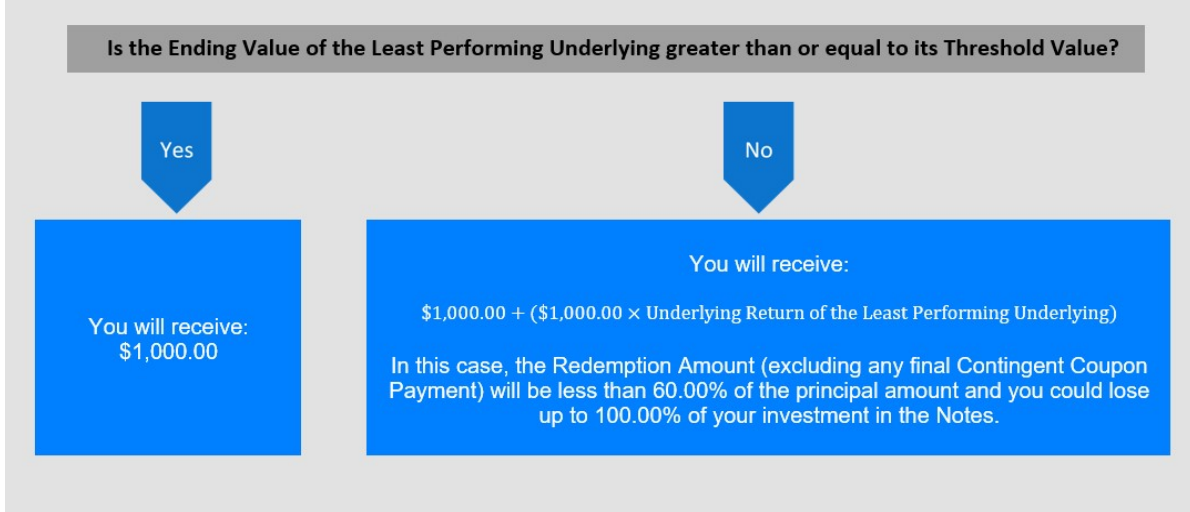 Is the Ending Value of the Least Performing Underlying greater than or equal to its Threshold Value?
Yes
No
You will receive:
$1,000.00
You will receive:
$1,000.00 + ($1,000.00 × Underlying Return of the Least Performing Underlying)
In this case, the Redemption Amount (excluding any final Contingent Coupon
Payment) will be less than 60.00% of the principal amount and you could lose
up to 100.00% of your investment in the Notes.